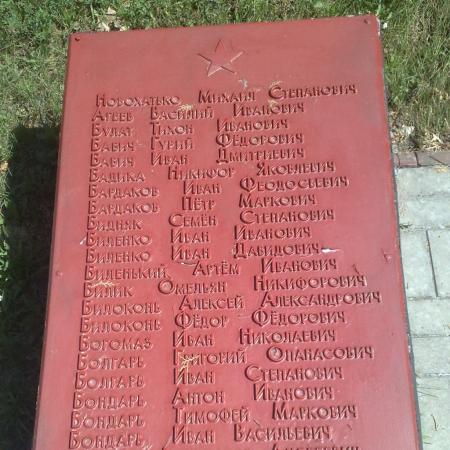 Новохатько Михаил Степанович
Агеев Василий Иванович
Булат Тихон Иванович
Бабич Гурий Фёдорович
Бабич Иван Дмитриевич
Бадика Никифор Яковлевич
Бардаков Иван Феодосьевич
Бардаков Пётр Маркович
Бидняк Семён Степанович
Биленко Иван Иванович
Биленко Иван Давидович
Биденький Артём Иванович
Билик Омельян Никифорович
Билоконь Алексей Александрович
Билоконь Фёдор Фёдорович
Богомаз Иван Николаевич
Болгарь Григорий Опанасович
Болгарь Иван Степанович
Бондарь Антон Иванович
Бондарь Тимофей Маркович
Бондарь Иван Васильевич